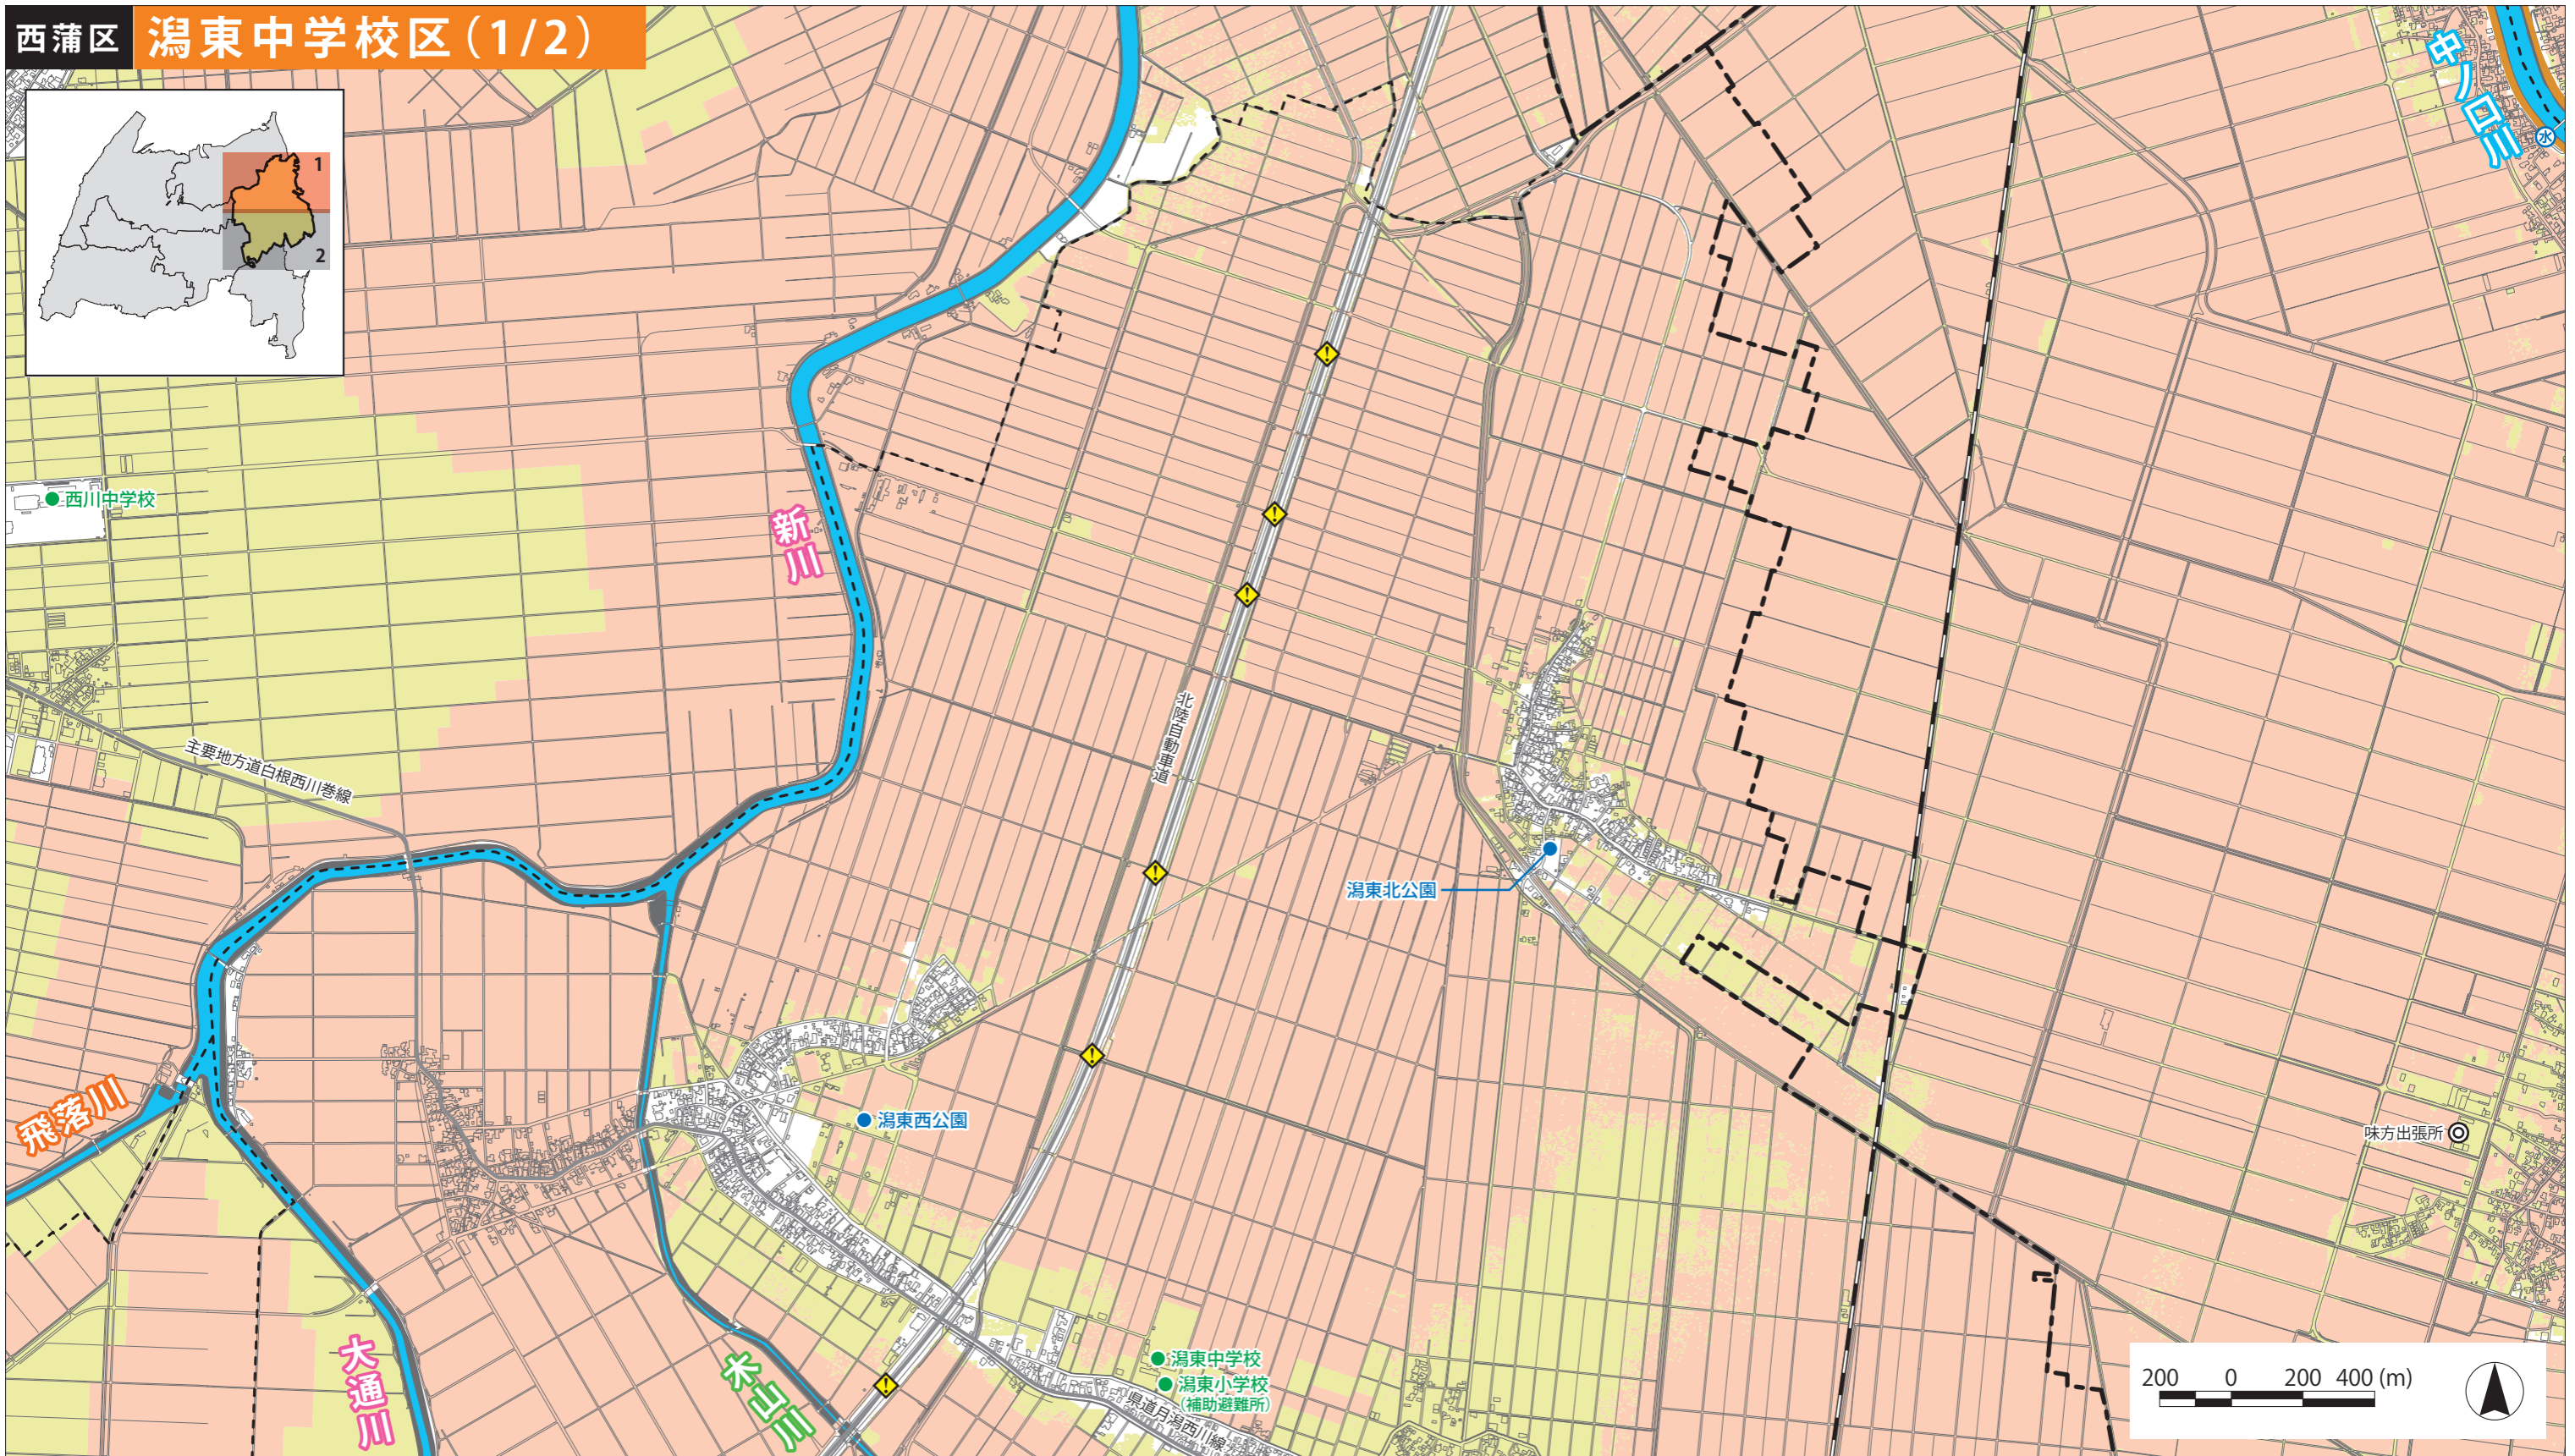 西蒲区
潟東中学校区(1/2)
1
2
中ノ口川
水
西川中学校
新川
北陸自動車道
主要地方道白根西川巻線
潟東北公園
飛落川
潟東西公園
味方出張所
大通川
木山川
潟東中学校
潟東小学校
(補助避難所)
県道月潟西川線
200 0 200 400 (m)